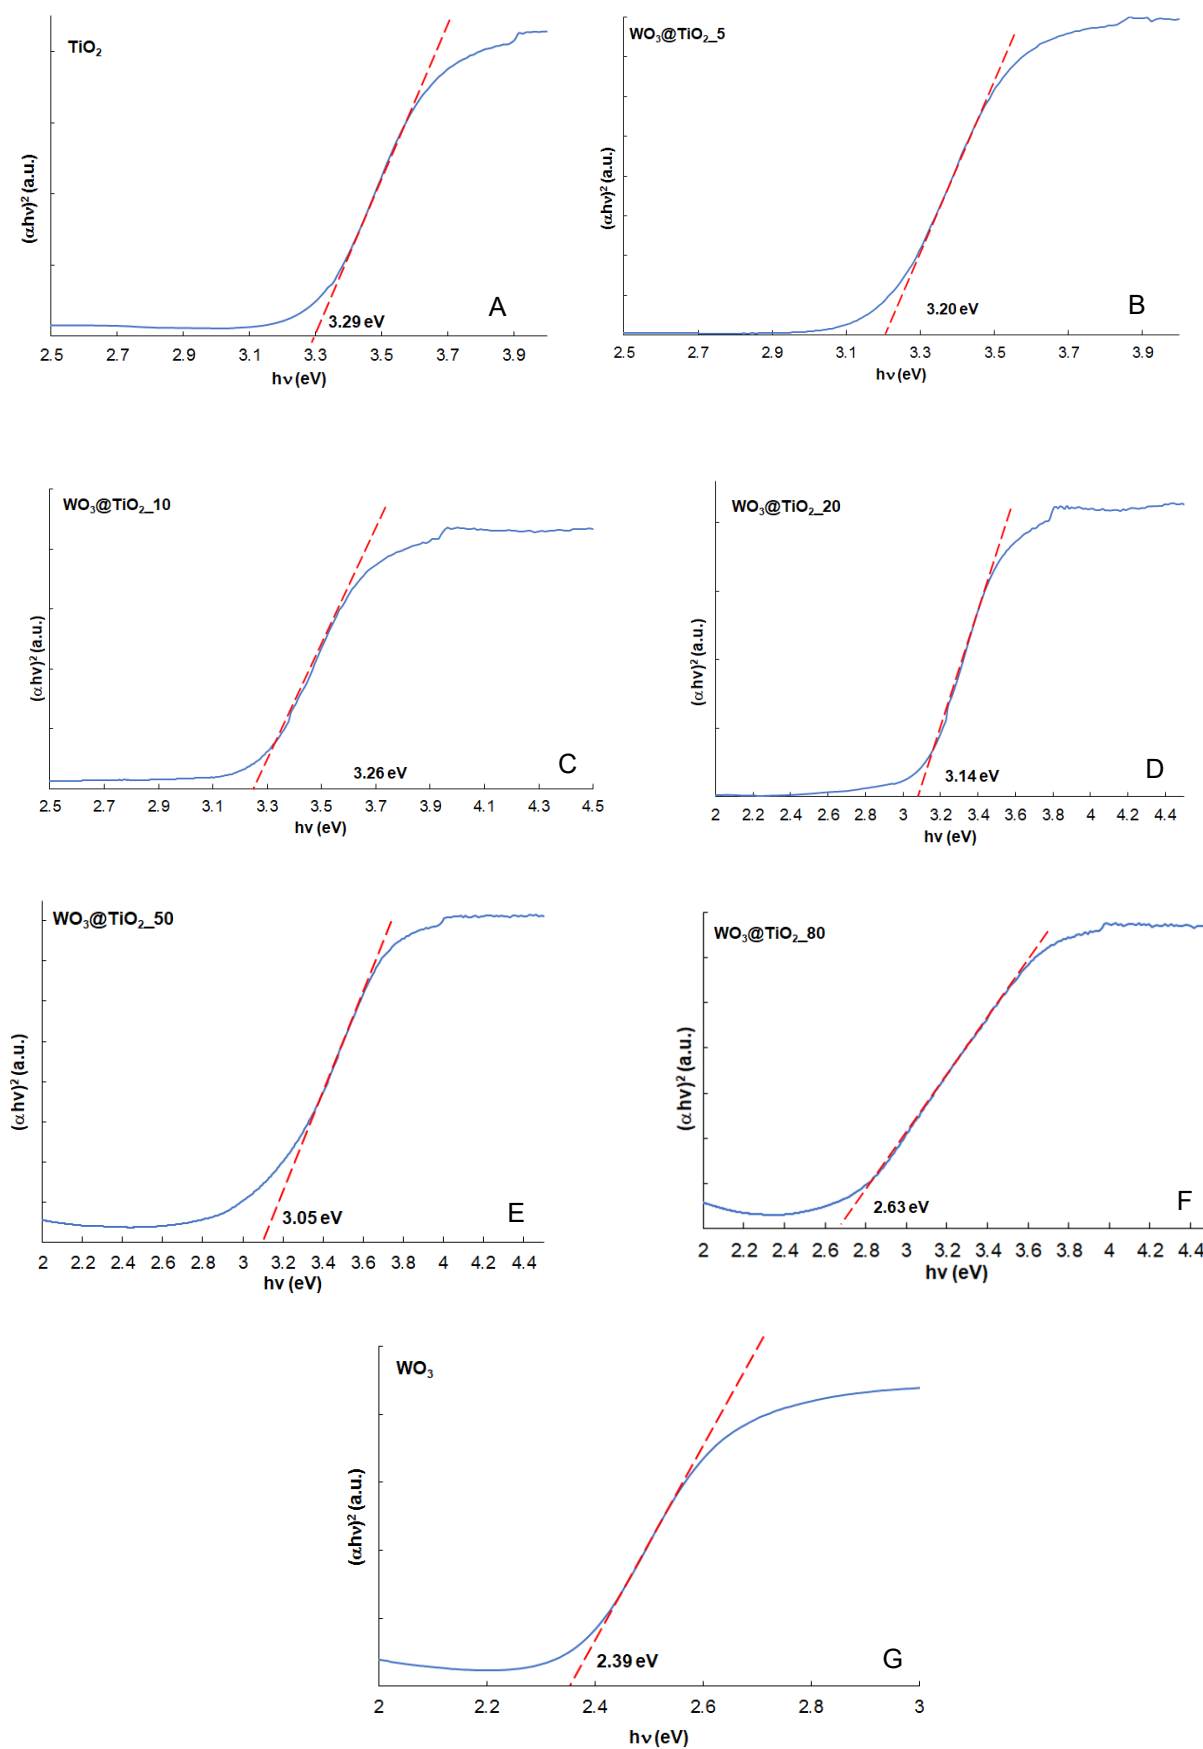 TiO₂
(αhν)² (a.u.)
3.29 eV
A
2.5 2.7 2.9 3.1 3.3 3.5 3.7 3.9
hν (eV)
WO₃@TiO₂_5
(αhν)² (a.u.)
3.20 eV
B
2.5 2.7 2.9 3.1 3.3 3.5 3.7 3.9
hν (eV)
WO₃@TiO₂_10
(αhν)² (a.u.)
3.26 eV
C
2.5 2.7 2.9 3.1 3.3 3.5 3.7 3.9 4.1 4.3 4.5
hν (eV)
WO₃@TiO₂_20
(αhν)² (a.u.)
3.14 eV
D
2 2.2 2.4 2.6 2.8 3 3.2 3.4 3.6 3.8 4 4.2 4.4
hν (eV)
WO₃@TiO₂_50
(αhν)² (a.u.)
3.05 eV
E
2 2.2 2.4 2.6 2.8 3 3.2 3.4 3.6 3.8 4 4.2 4.4
hν (eV)
WO₃@TiO₂_80
(αhν)² (a.u.)
2.63 eV
F
2 2.2 2.4 2.6 2.8 3 3.2 3.4 3.6 3.8 4 4.2 4.4
hν (eV)
WO₃
(αhν)² (a.u.)
2.39 eV
G
2 2.2 2.4 2.6 2.8 3
hν (eV)